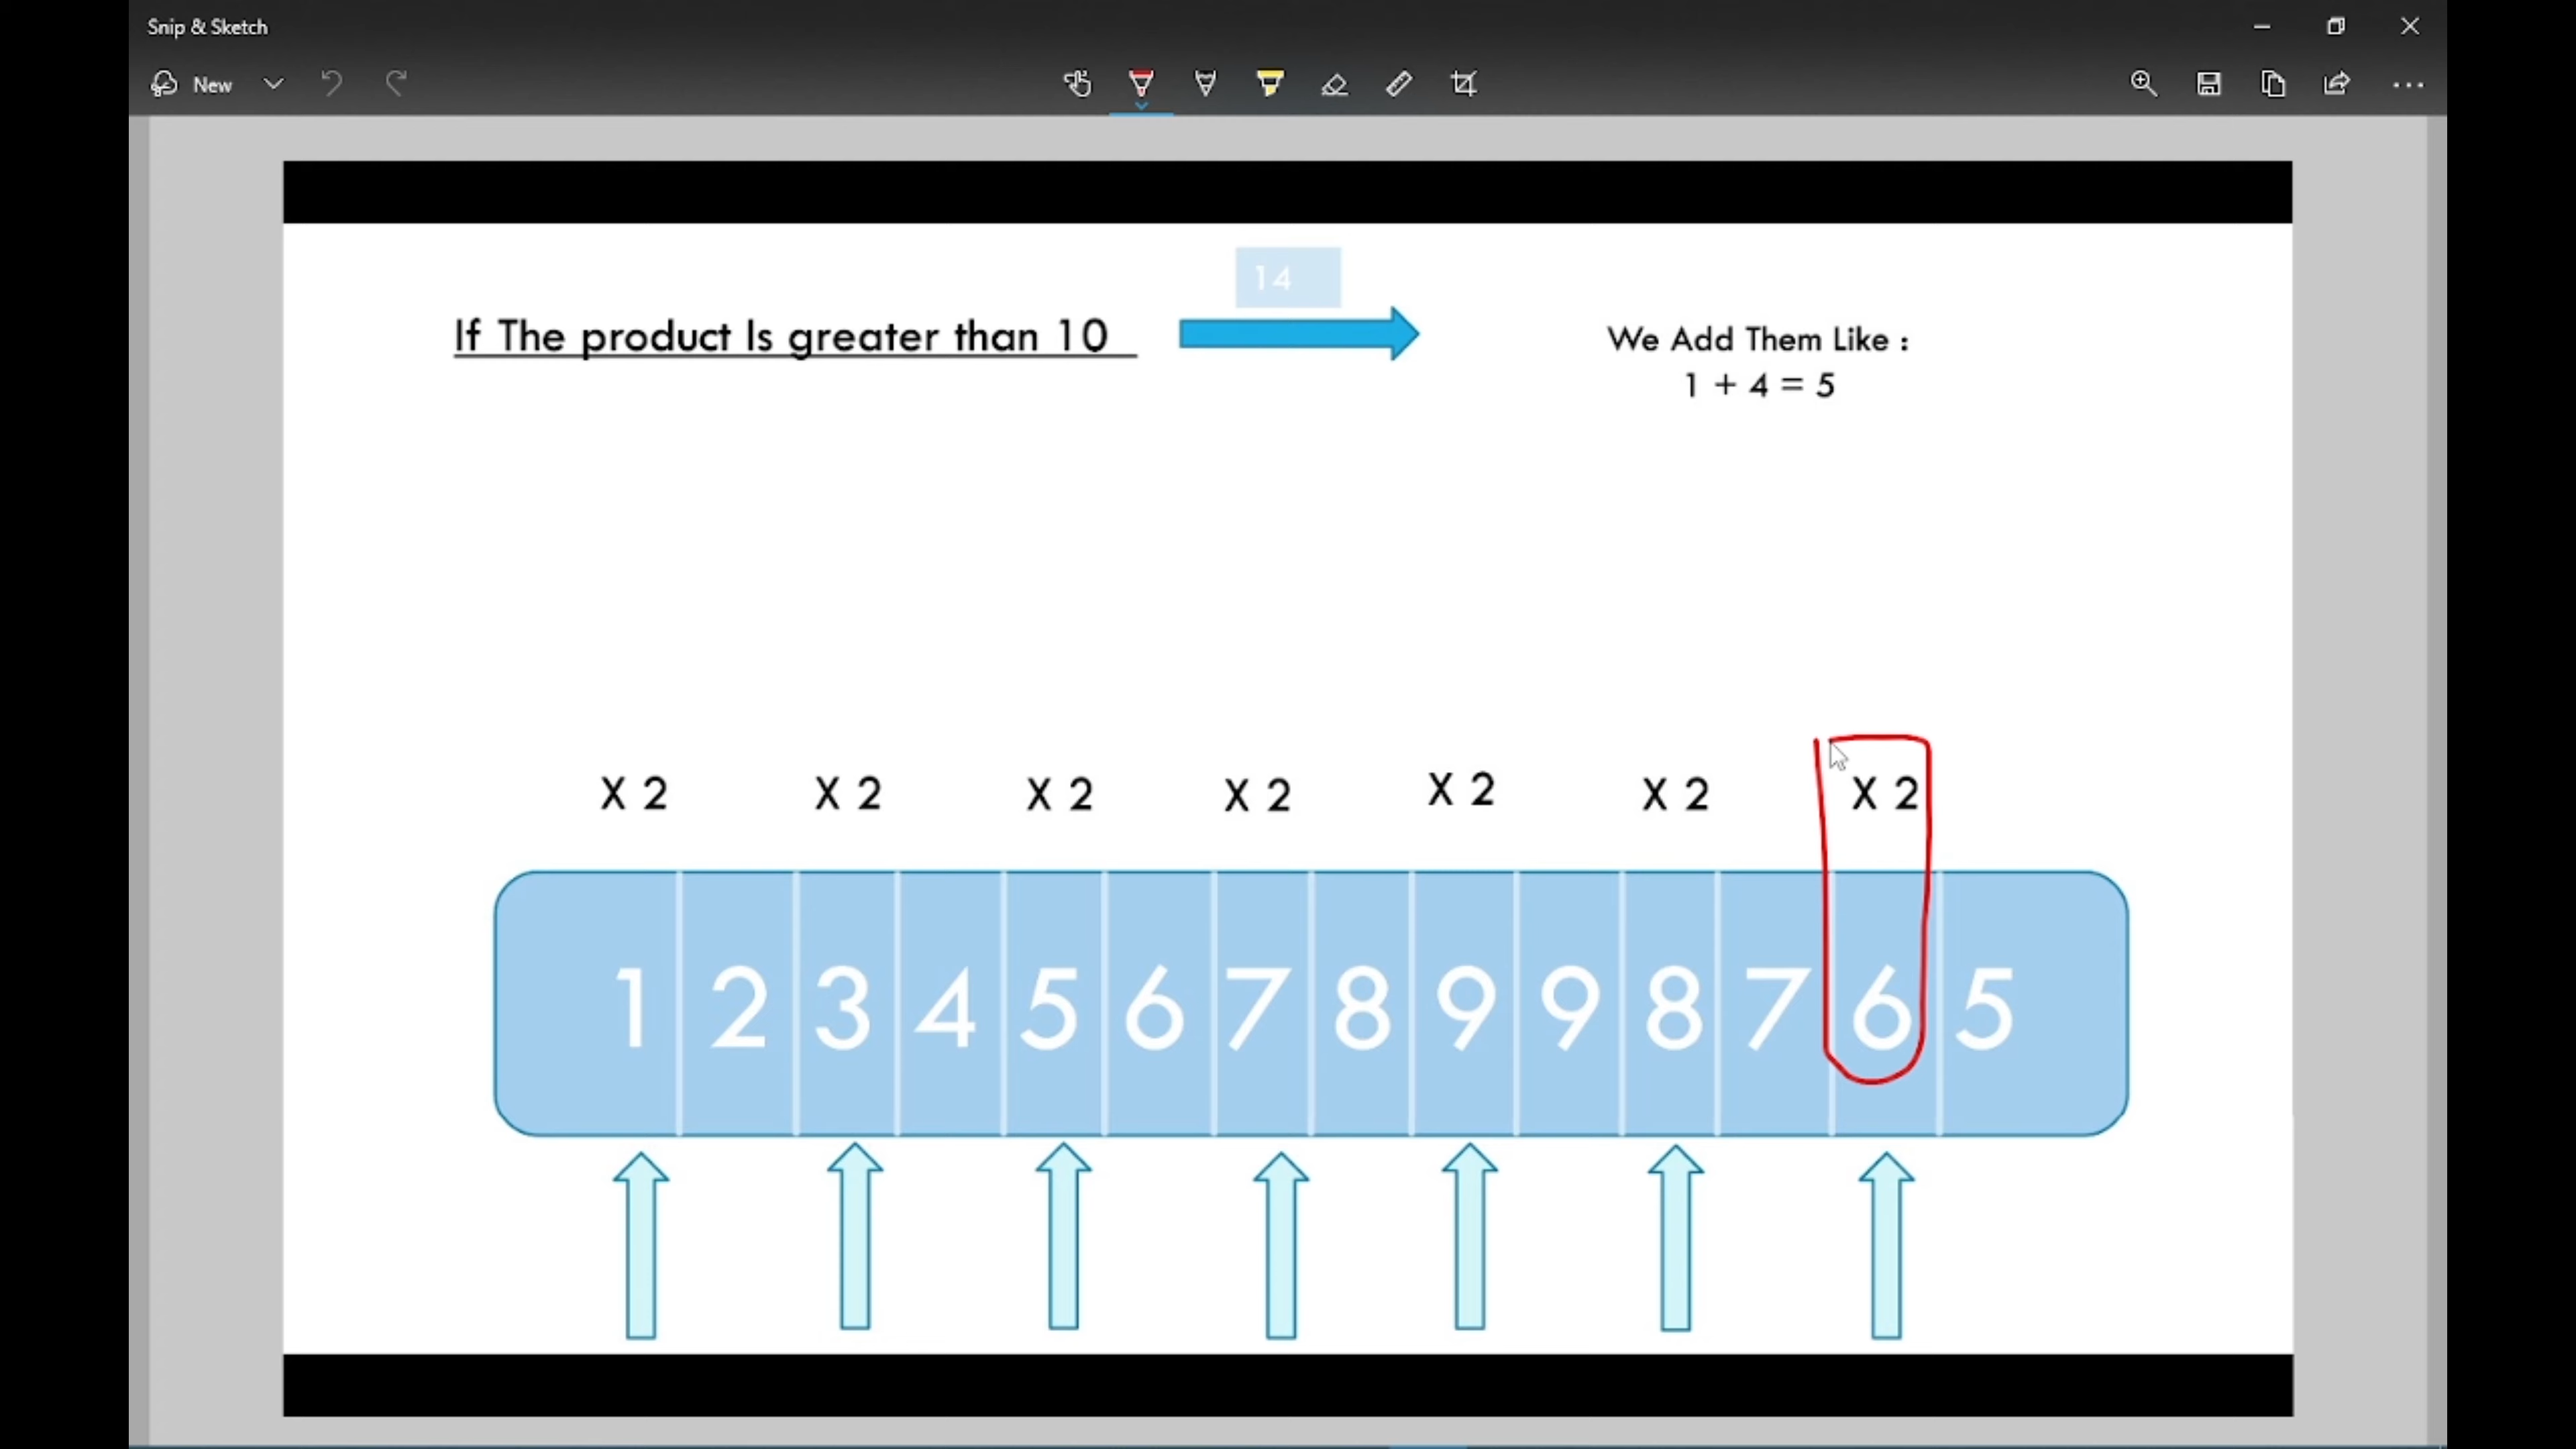 Snip & Sketch
New
14
If The product Is greater than 10
We Add Them Like :
1 + 4 = 5
X 2 X 2 X 2 X 2 X 2 X 2 X 2
1 2 3 4 5 6 7 8 9 9 8 7 6 5